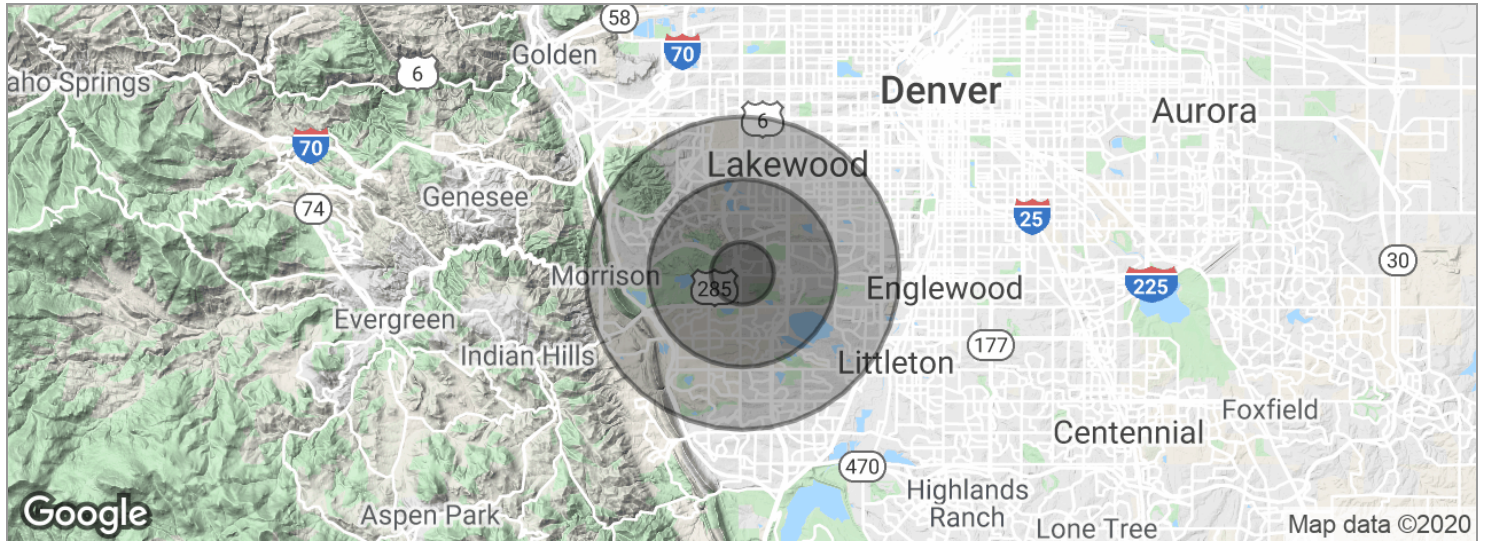 58
Golden
70
6
aho Springs
Denver
Aurora
6
70
Lakewood
Genesee
74
25
Morrison
285
Englewood
225
30
Evergreen
Indian Hills
177
Littleton
Foxfield
Centennial
470
Highlands
Ranch
Google
Aspen Park
Lone Tree
Map data ©2020